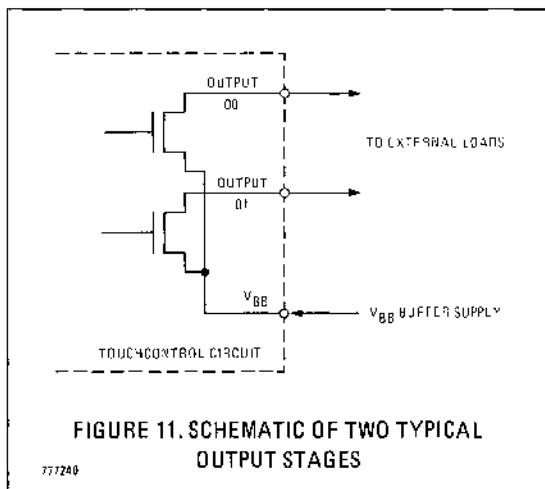 OUTPUT
00
TO EXTERNAL LOADS
OUTPUT
01
VBB
VBB BUFFER SUPPLY
TOUCHCONTROL CIRCUIT
FIGURE 11. SCHEMATIC OF TWO TYPICAL
OUTPUT STAGES
777240